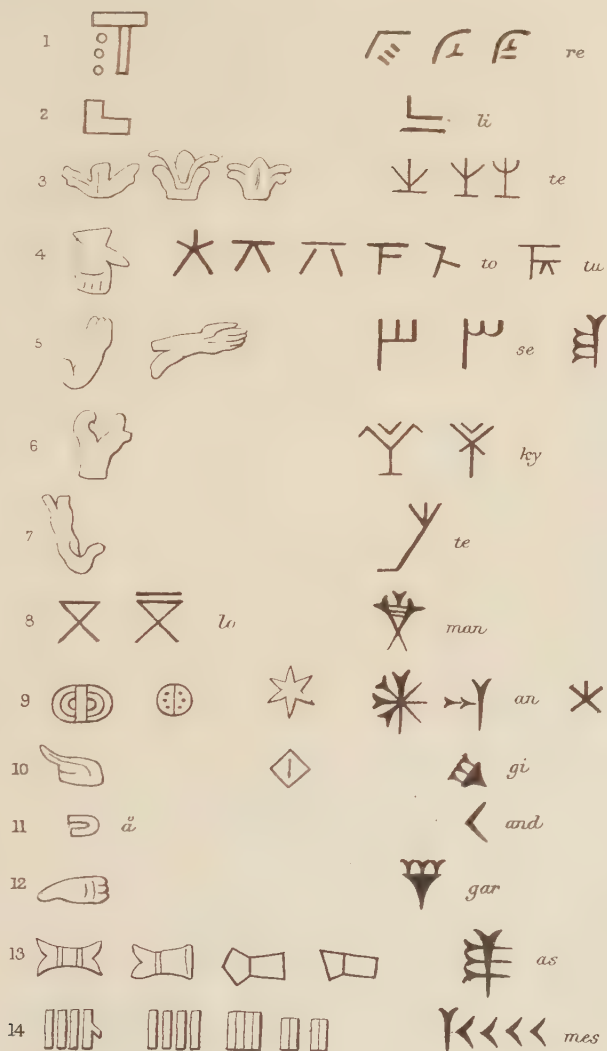 1 re
2 li
3 te
4 to tu
5 se
6 ky
7 te
8 lo man
9 an
10 gi
11 å and
12 gar
13 as
14 mes